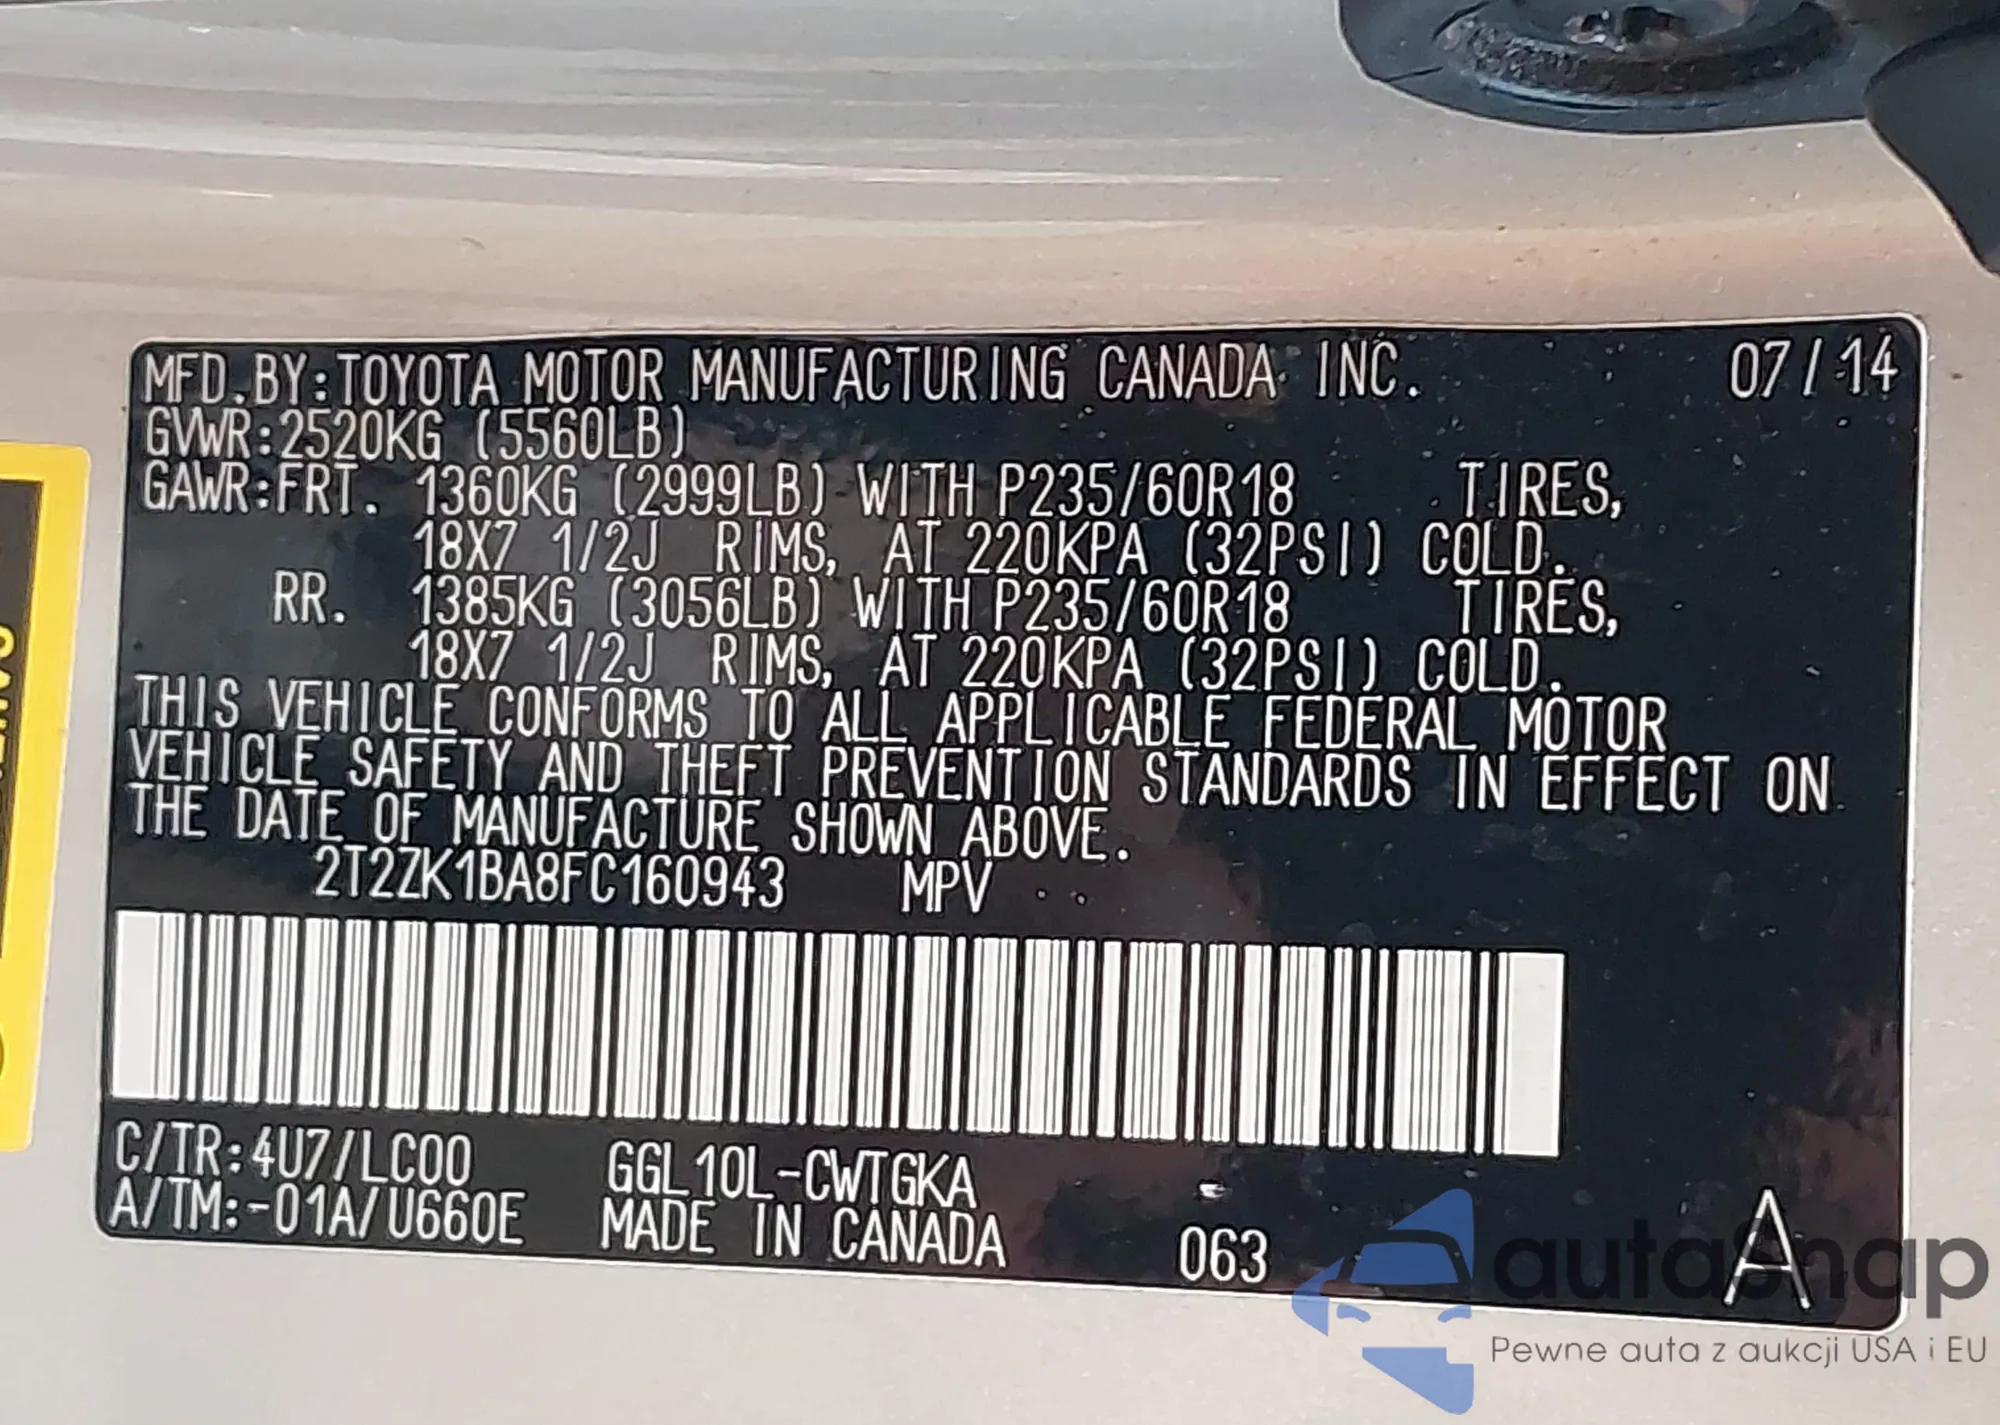 MFD.BY:TOYOTA MOTOR MANUFACTURING CANADA INC. 07/14
GVWR:2520KG (5560LB)
GAWR:FRT. 1360KG (2999LB) WITH P235/60R18 TIRES,
18X7 1/2J RIMS, AT 220KPA (32PSI) COLD.
RR. 1385KG (3056LB) WITH P235/60R18 TIRES,
18X7 1/2J RIMS, AT 220KPA (32PSI) COLD.
THIS VEHICLE CONFORMS TO ALL APPLICABLE FEDERAL MOTOR
VEHICLE SAFETY AND THEFT PREVENTION STANDARDS IN EFFECT ON
THE DATE OF MANUFACTURE SHOWN ABOVE.
2T2ZK1BA8FC160943 MPV
C/TR:4U7/LC00 GGL10L-CWTGKA
A/TM:-01A/U660E MADE IN CANADA 063 A
autoSnap
Pewne auta z aukcji USA i EU